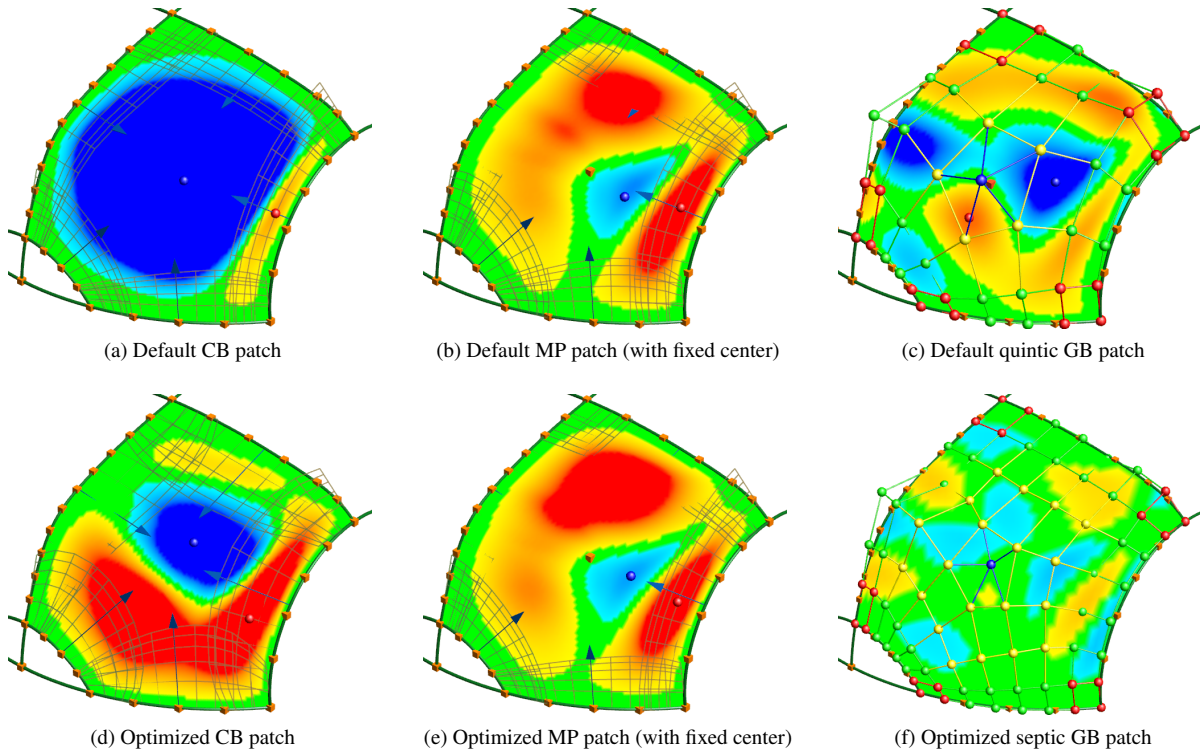 (a) Default CB patch
(b) Default MP patch (with fixed center)
(c) Default quintic GB patch
(d) Optimized CB patch
(e) Optimized MP patch (with fixed center)
(f) Optimized septic GB patch